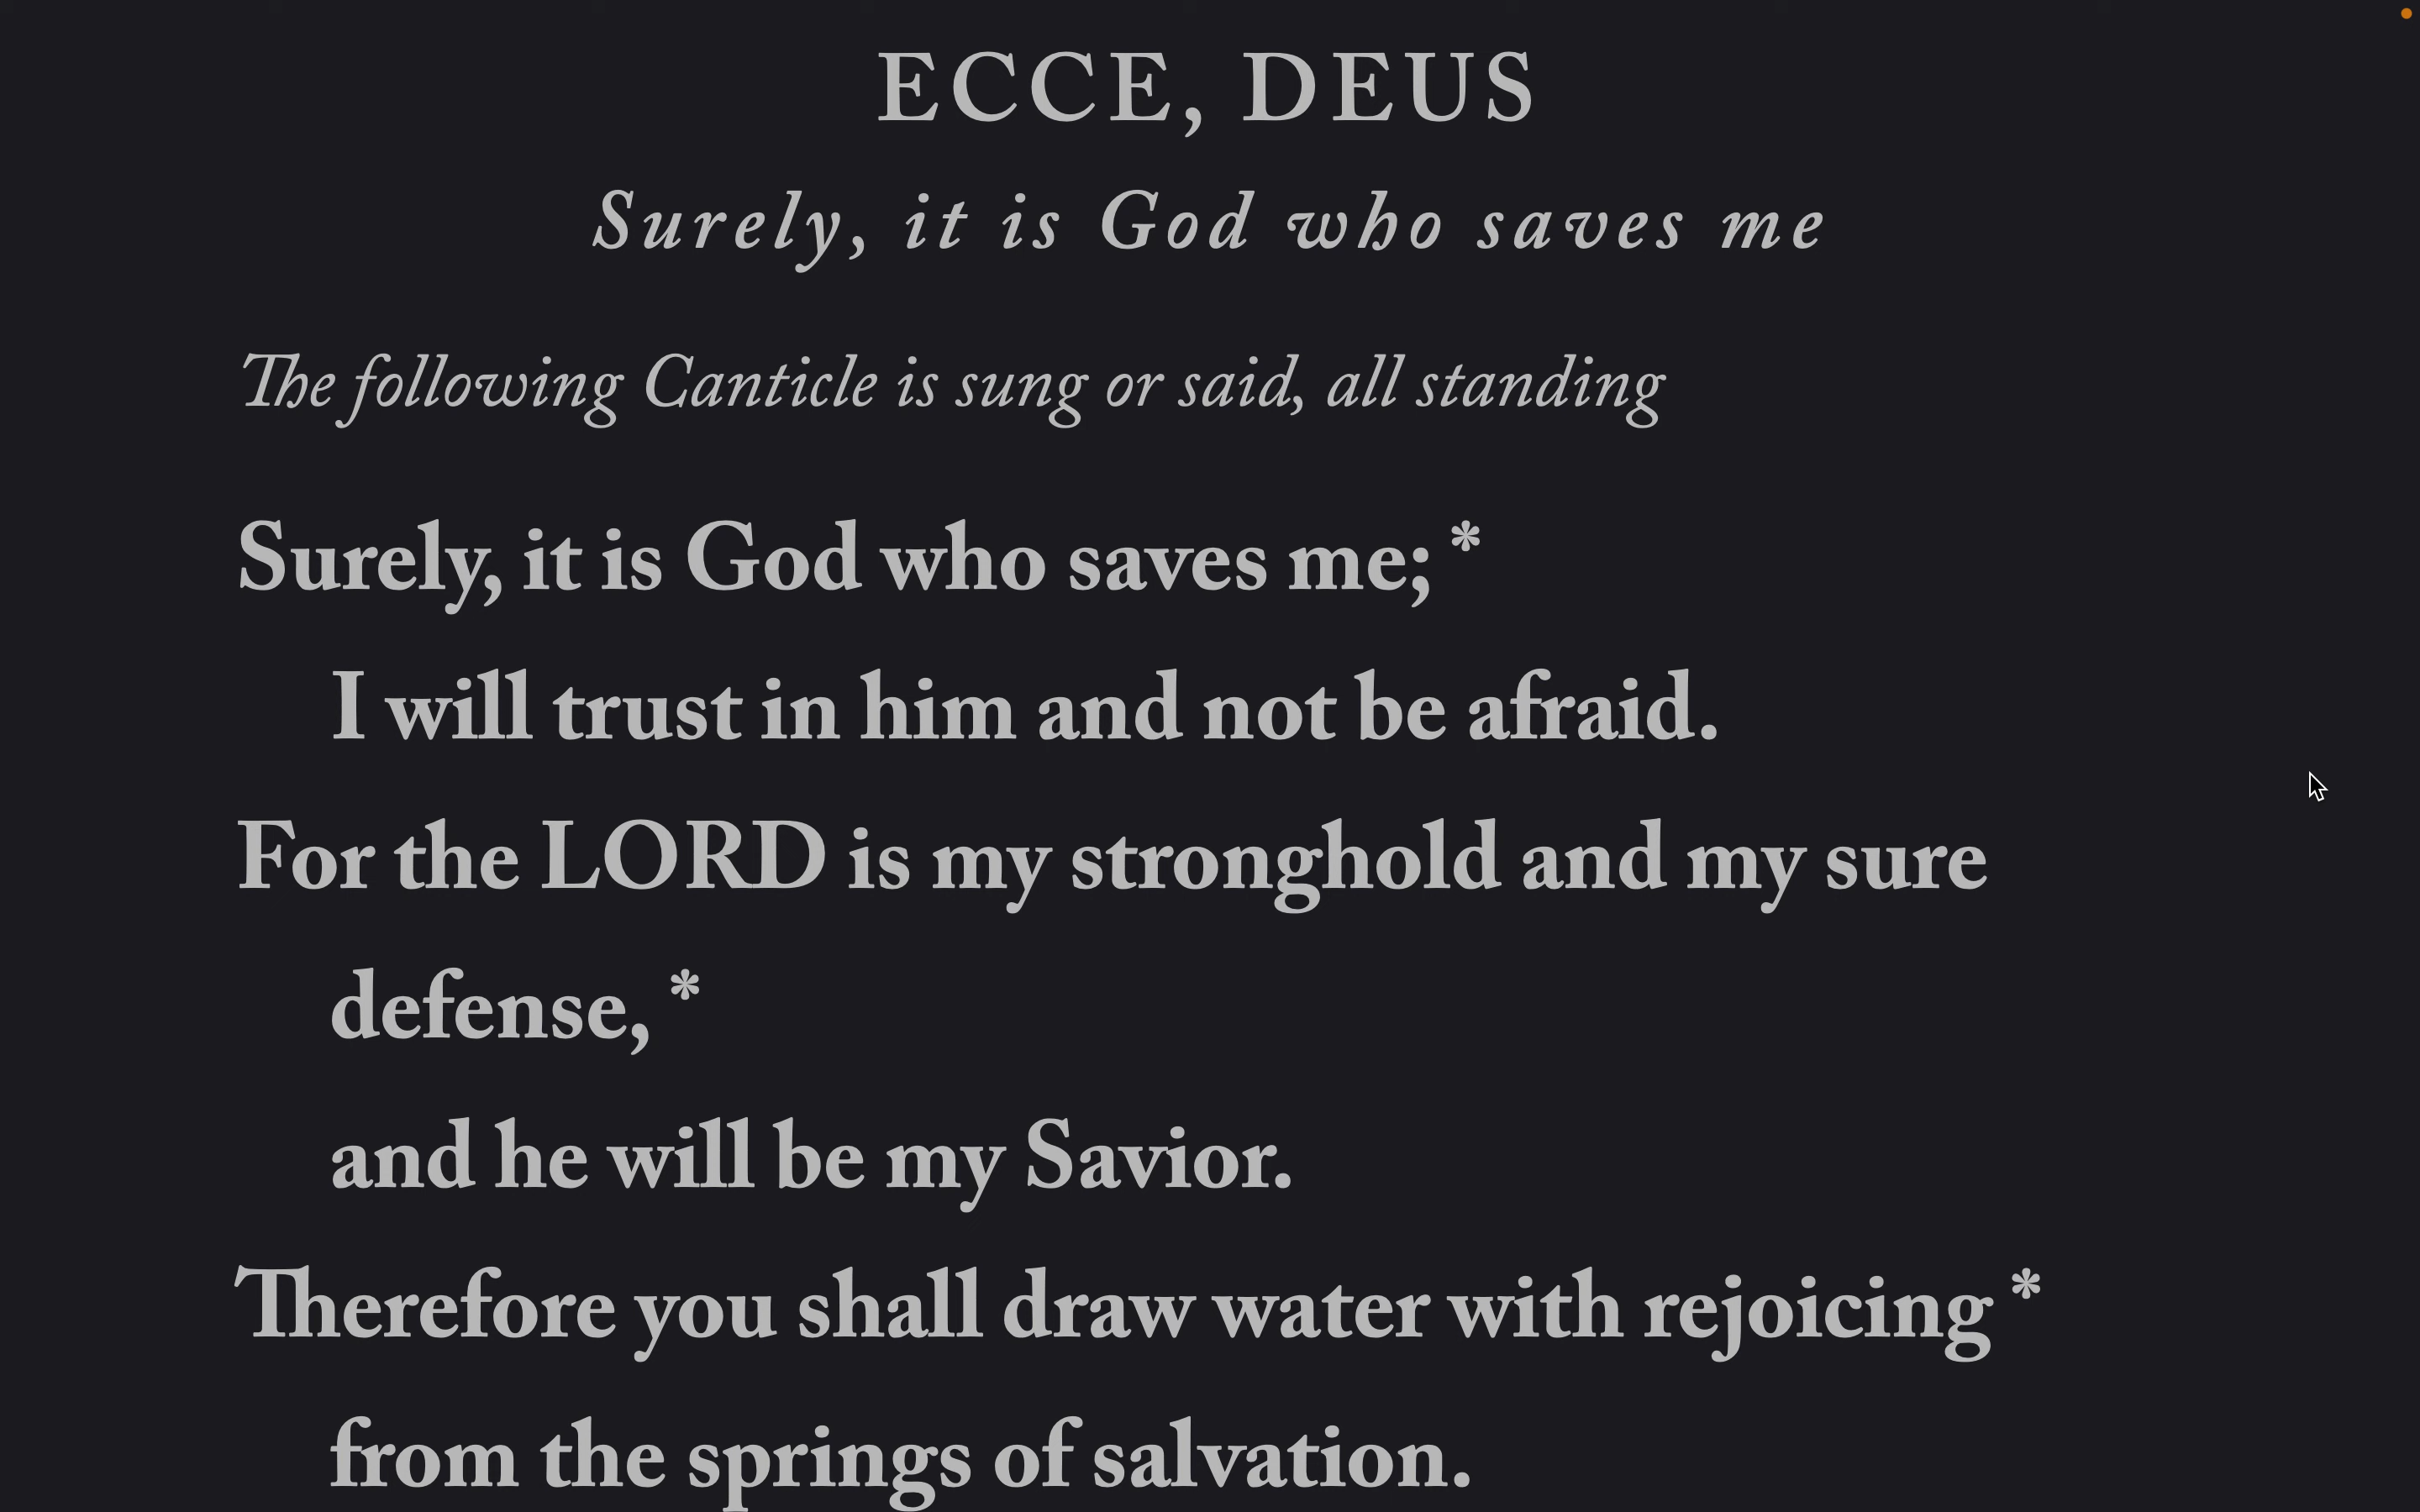 ECCE, DEUS
Surely, it is God who saves me
The following Canticle is sung or said, all standing
Surely, it is God who saves me;*
I will trust in him and not be afraid.
For the LORD is my stronghold and my sure
defense,*
and he will be my Savior.
Therefore you shall draw water with rejoicing*
from the springs of salvation.